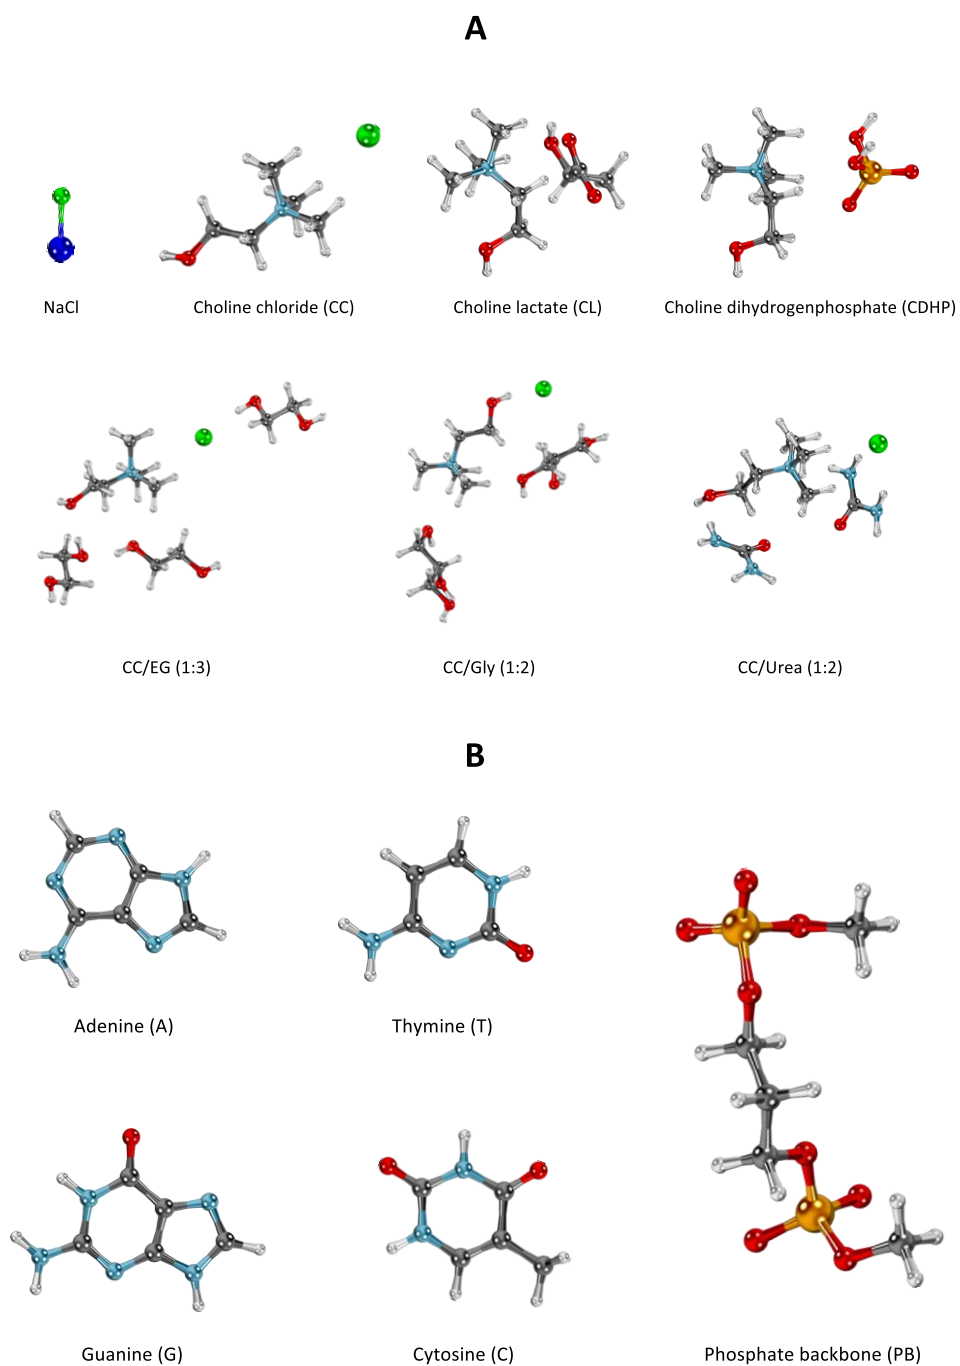 A
NaCl
Choline chloride (CC)
Choline lactate (CL)
Choline dihydrogenphosphate (CDHP)
CC/EG (1:3)
CC/Gly (1:2)
CC/Urea (1:2)
B
Adenine (A)
Thymine (T)
Guanine (G)
Cytosine (C)
Phosphate backbone (PB)